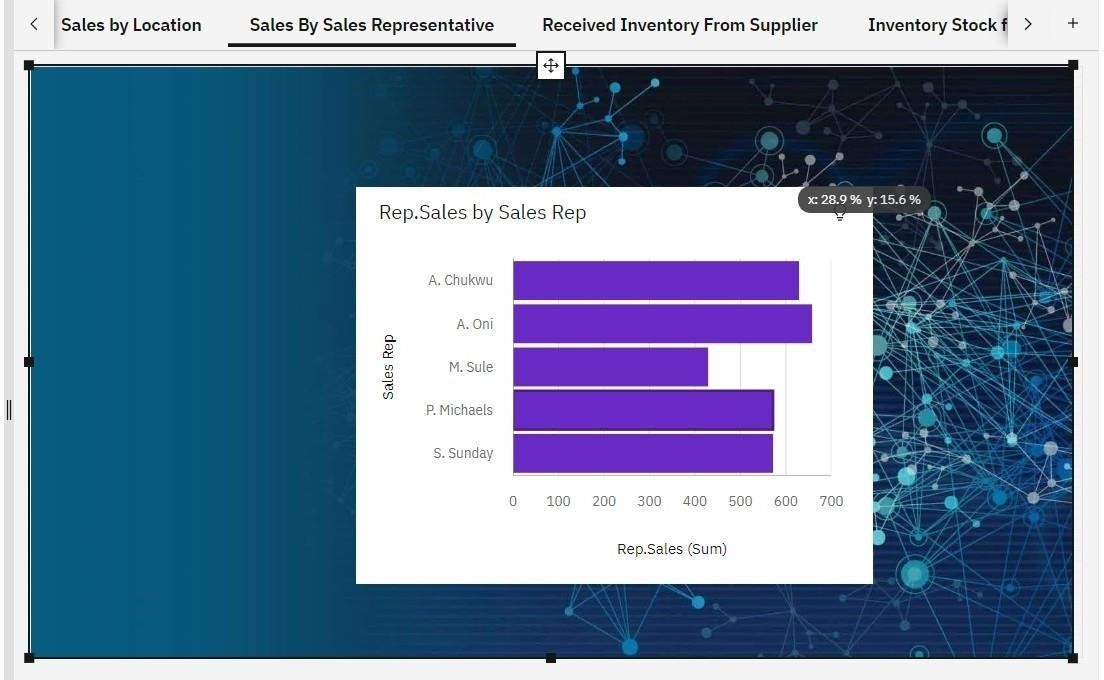 Sales by Location
Sales By Sales Representative
Received Inventory From Supplier
Inventory Stock f
x: 28.9 % y: 15.6 %
Rep.Sales by Sales Rep
Sales Rep
A. Chukwu
A. Oni
M. Sule
P. Michaels
S. Sunday
0 100 200 300 400 500 600 700
Rep.Sales (Sum)